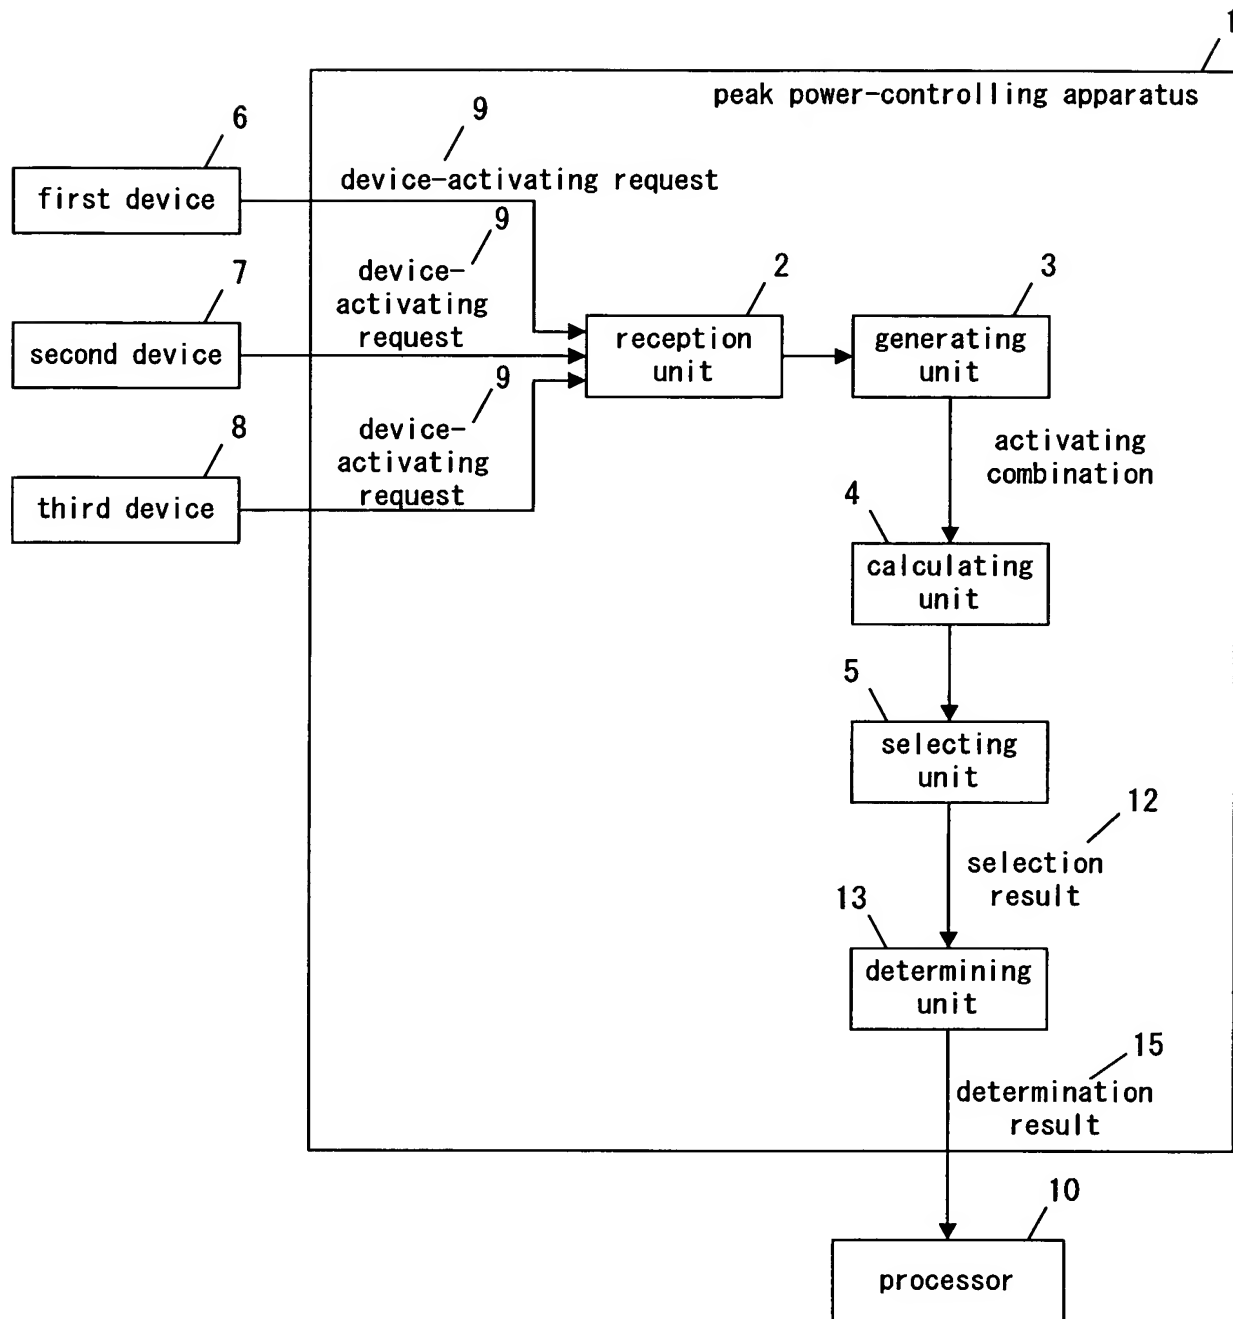 1
peak power-controlling apparatus
6
9
first device
device-activating request
9
7
device-
activating
request
2
3
second device
reception
unit
generating
unit
9
8
device-
activating
request
activating
combination
third device
4
calculating
unit
5
selecting
unit
12
selection
result
13
determining
unit
15
determination
result
10
processor